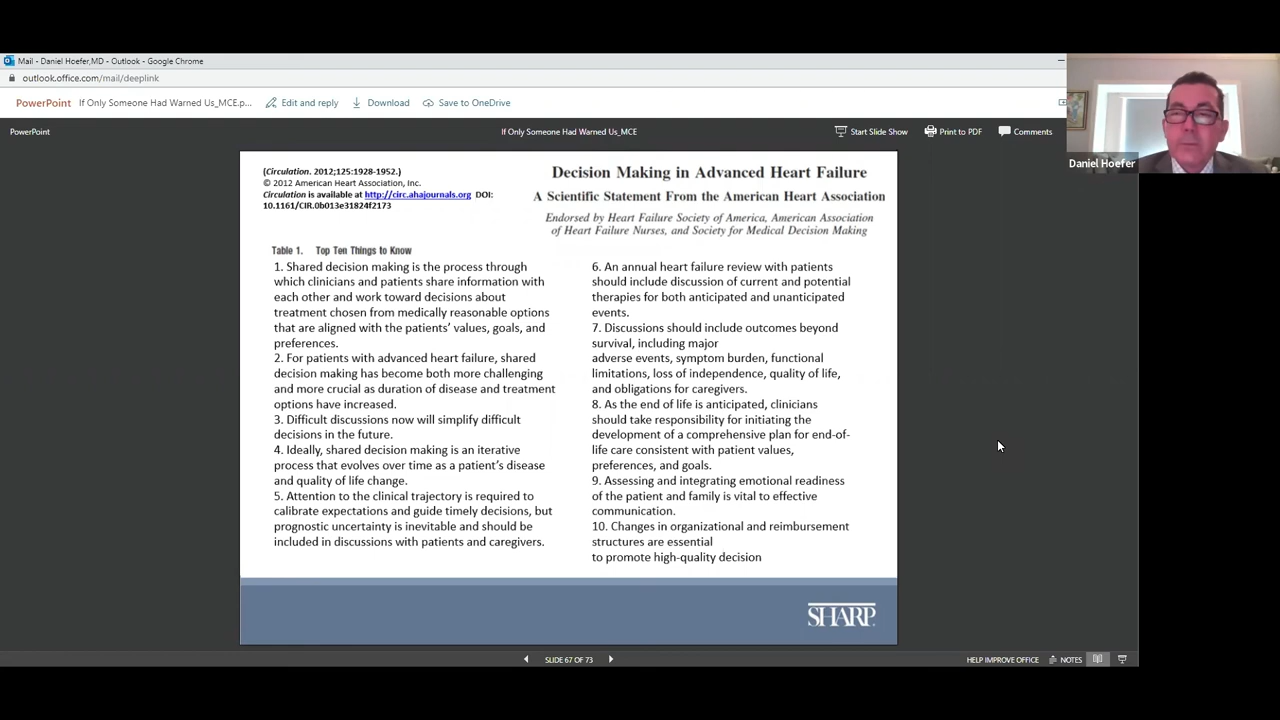 Mail - Daniel Hoefer,MD - Outlook - Google Chrome
outlook.office.com/mail/deeplink
PowerPoint
If Only Someone Had Warned Us_MCE.p...
Edit and reply
Download
Save to OneDrive
PowerPoint
If Only Someone Had Warned Us_MCE
Start Slide Show
Print to PDF
Comments
Daniel Hoefer
(Circulation. 2012;125:1928-1952.)
© 2012 American Heart Association, Inc.
Circulation is available at http://circ.ahajournals.org DOI:
10.1161/CIR.0b013e31824f2173
Decision Making in Advanced Heart Failure
A Scientific Statement From the American Heart Association
Endorsed by Heart Failure Society of America, American Association
of Heart Failure Nurses, and Society for Medical Decision Making
Table 1. Top Ten Things to Know
1. Shared decision making is the process through
which clinicians and patients share information with
each other and work toward decisions about
treatment chosen from medically reasonable options
that are aligned with the patients' values, goals, and
preferences.
2. For patients with advanced heart failure, shared
decision making has become both more challenging
and more crucial as duration of disease and treatment
options have increased.
3. Difficult discussions now will simplify difficult
decisions in the future.
4. Ideally, shared decision making is an iterative
process that evolves over time as a patient's disease
and quality of life change.
5. Attention to the clinical trajectory is required to
calibrate expectations and guide timely decisions, but
prognostic uncertainty is inevitable and should be
included in discussions with patients and caregivers.
6. An annual heart failure review with patients
should include discussion of current and potential
therapies for both anticipated and unanticipated
events.
7. Discussions should include outcomes beyond
survival, including major
adverse events, symptom burden, functional
limitations, loss of independence, quality of life,
and obligations for caregivers.
8. As the end of life is anticipated, clinicians
should take responsibility for initiating the
development of a comprehensive plan for end-of-
life care consistent with patient values,
preferences, and goals.
9. Assessing and integrating emotional readiness
of the patient and family is vital to effective
communication.
10. Changes in organizational and reimbursement
structures are essential
to promote high-quality decision
SHARP
SLIDE 67 OF 73
HELP IMPROVE OFFICE
NOTES